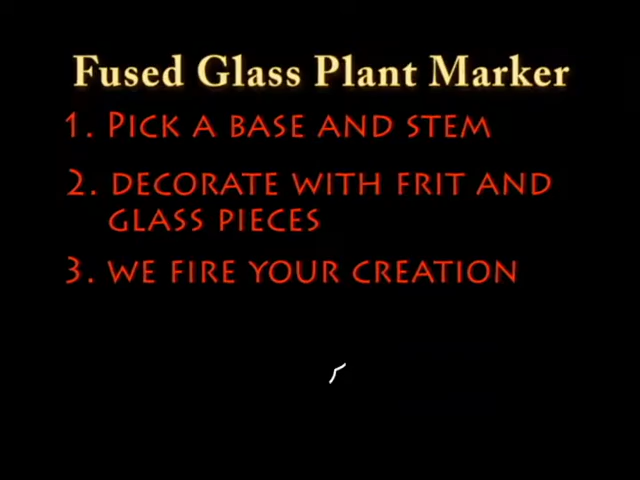 Fused Glass Plant Marker
1. Pick a base and stem
2. decorate with frit and
glass pieces
3. we fire your creation